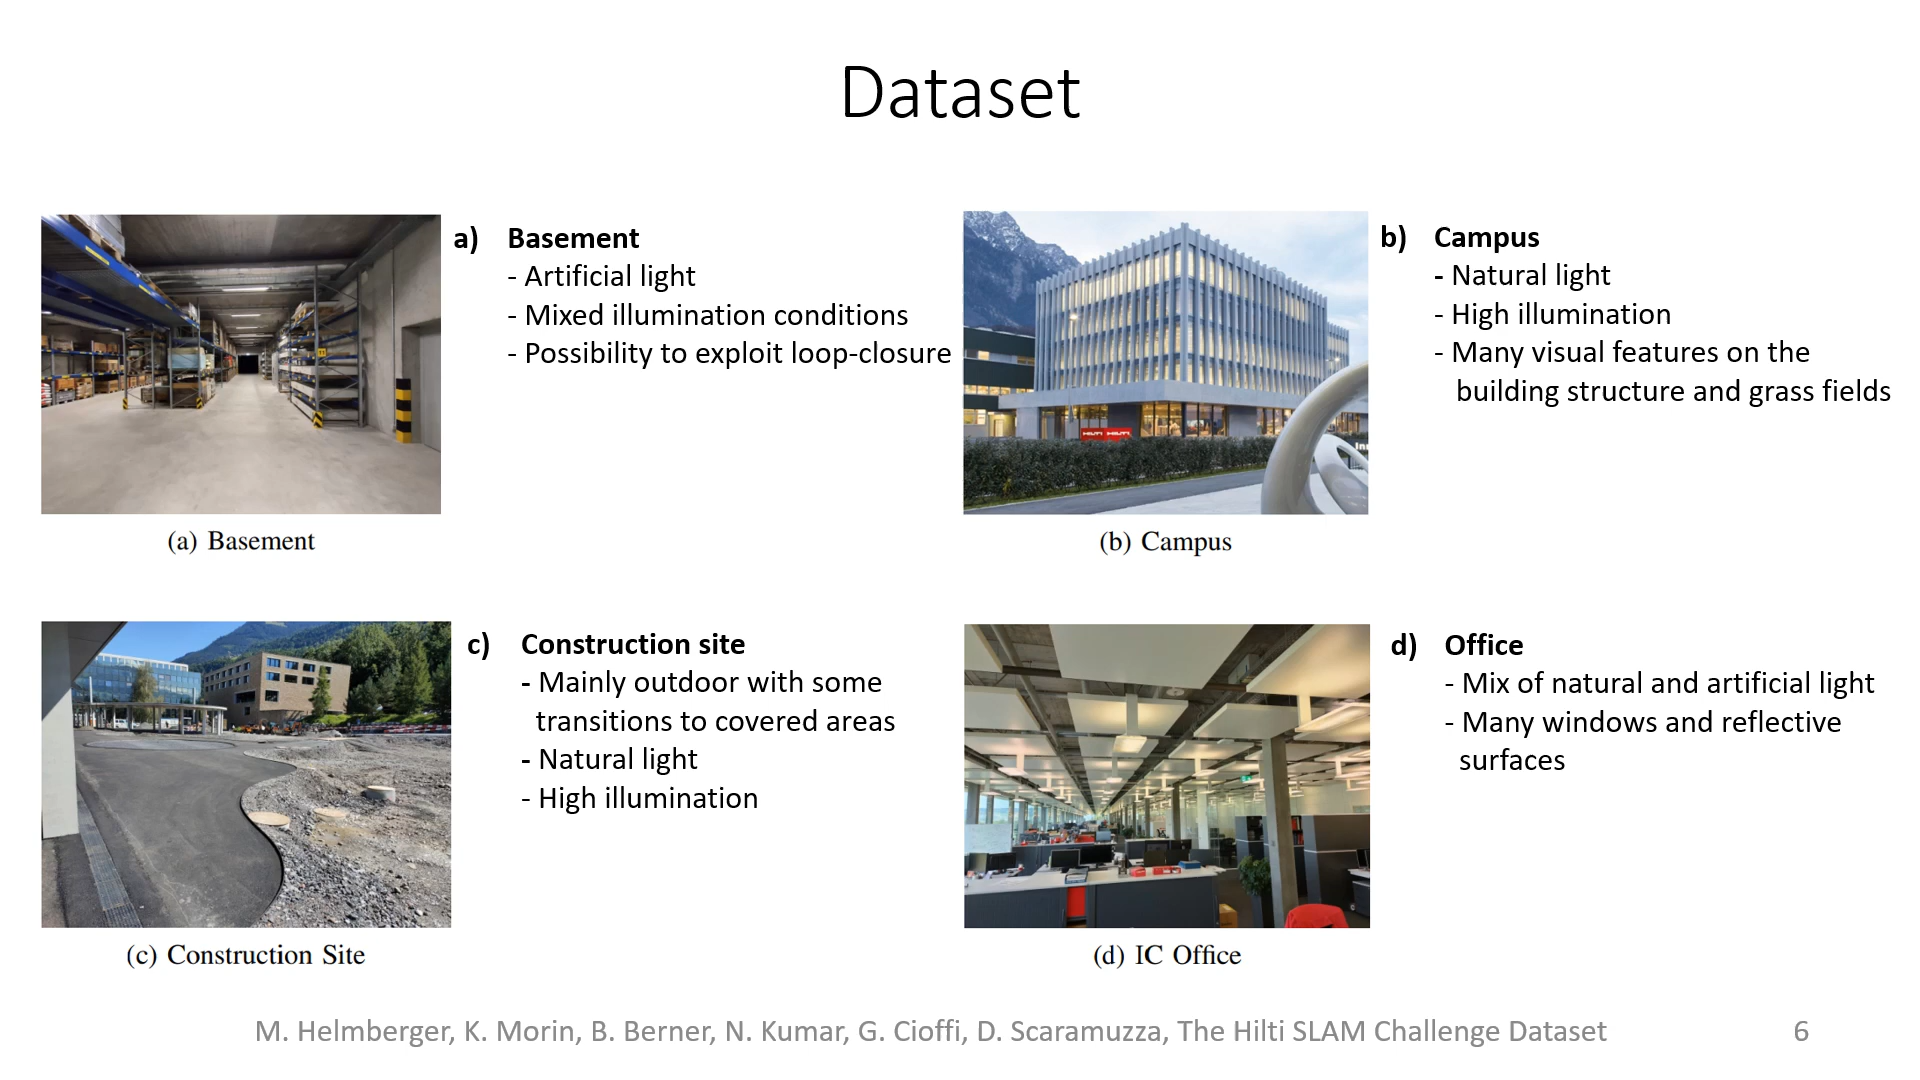 Dataset
a) Basement
- Artificial light
- Mixed illumination conditions
- Possibility to exploit loop-closure
(a) Basement
b) Campus
- Natural light
- High illumination
- Many visual features on the
building structure and grass fields
HILTI HILTI
(b) Campus
c) Construction site
- Mainly outdoor with some
transitions to covered areas
- Natural light
- High illumination
(c) Construction Site
d) Office
- Mix of natural and artificial light
- Many windows and reflective
surfaces
(d) IC Office
M. Helmberger, K. Morin, B. Berner, N. Kumar, G. Cioffi, D. Scaramuzza, The Hilti SLAM Challenge Dataset
6